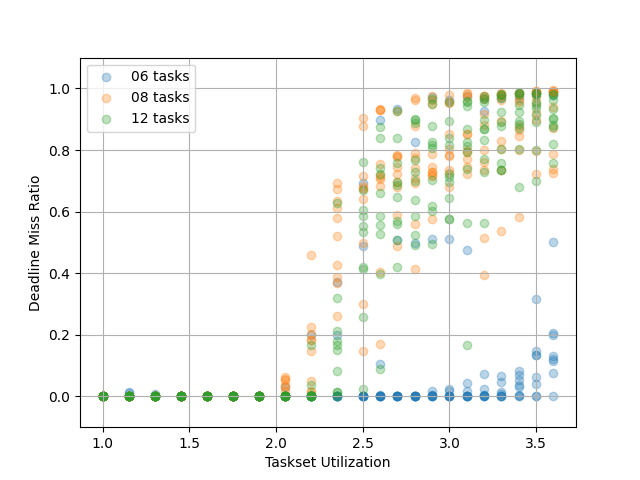 06 tasks
08 tasks
12 tasks
1.0
0.8
0.6
0.4
0.2
0.0
Deadline Miss Ratio
1.0 1.5 2.0 2.5 3.0 3.5
Taskset Utilization